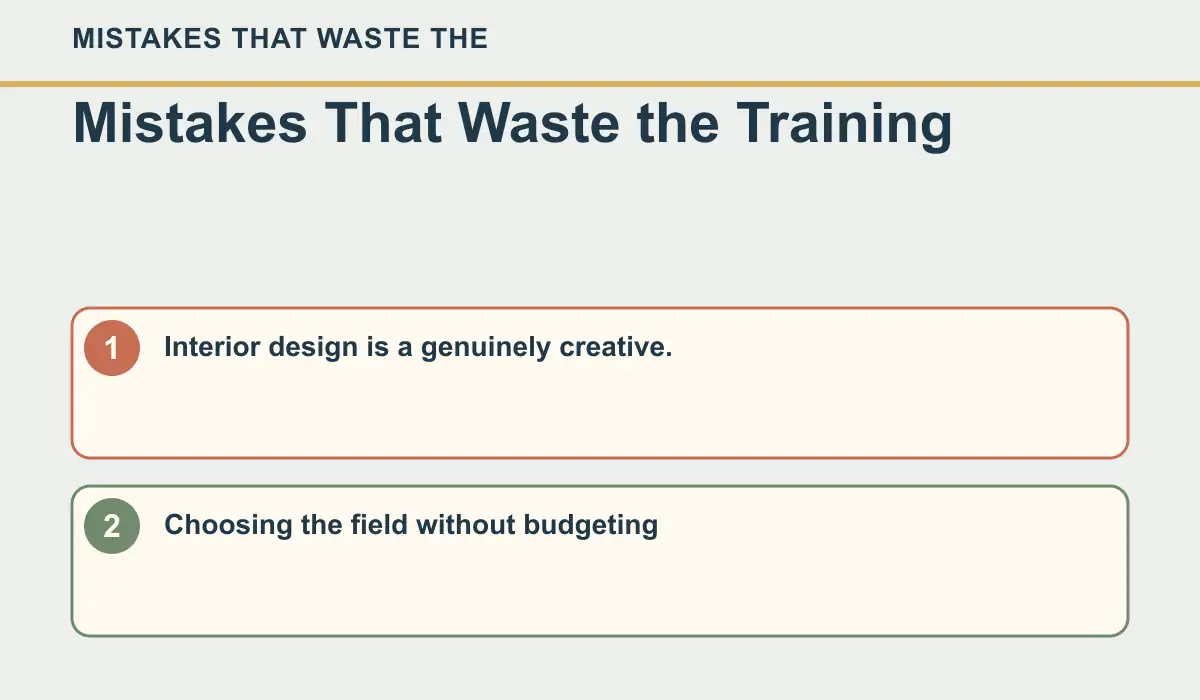 MISTAKES THAT WASTE THE
Mistakes That Waste the Training
1
Interior design is a genuinely creative.
2
Choosing the field without budgeting